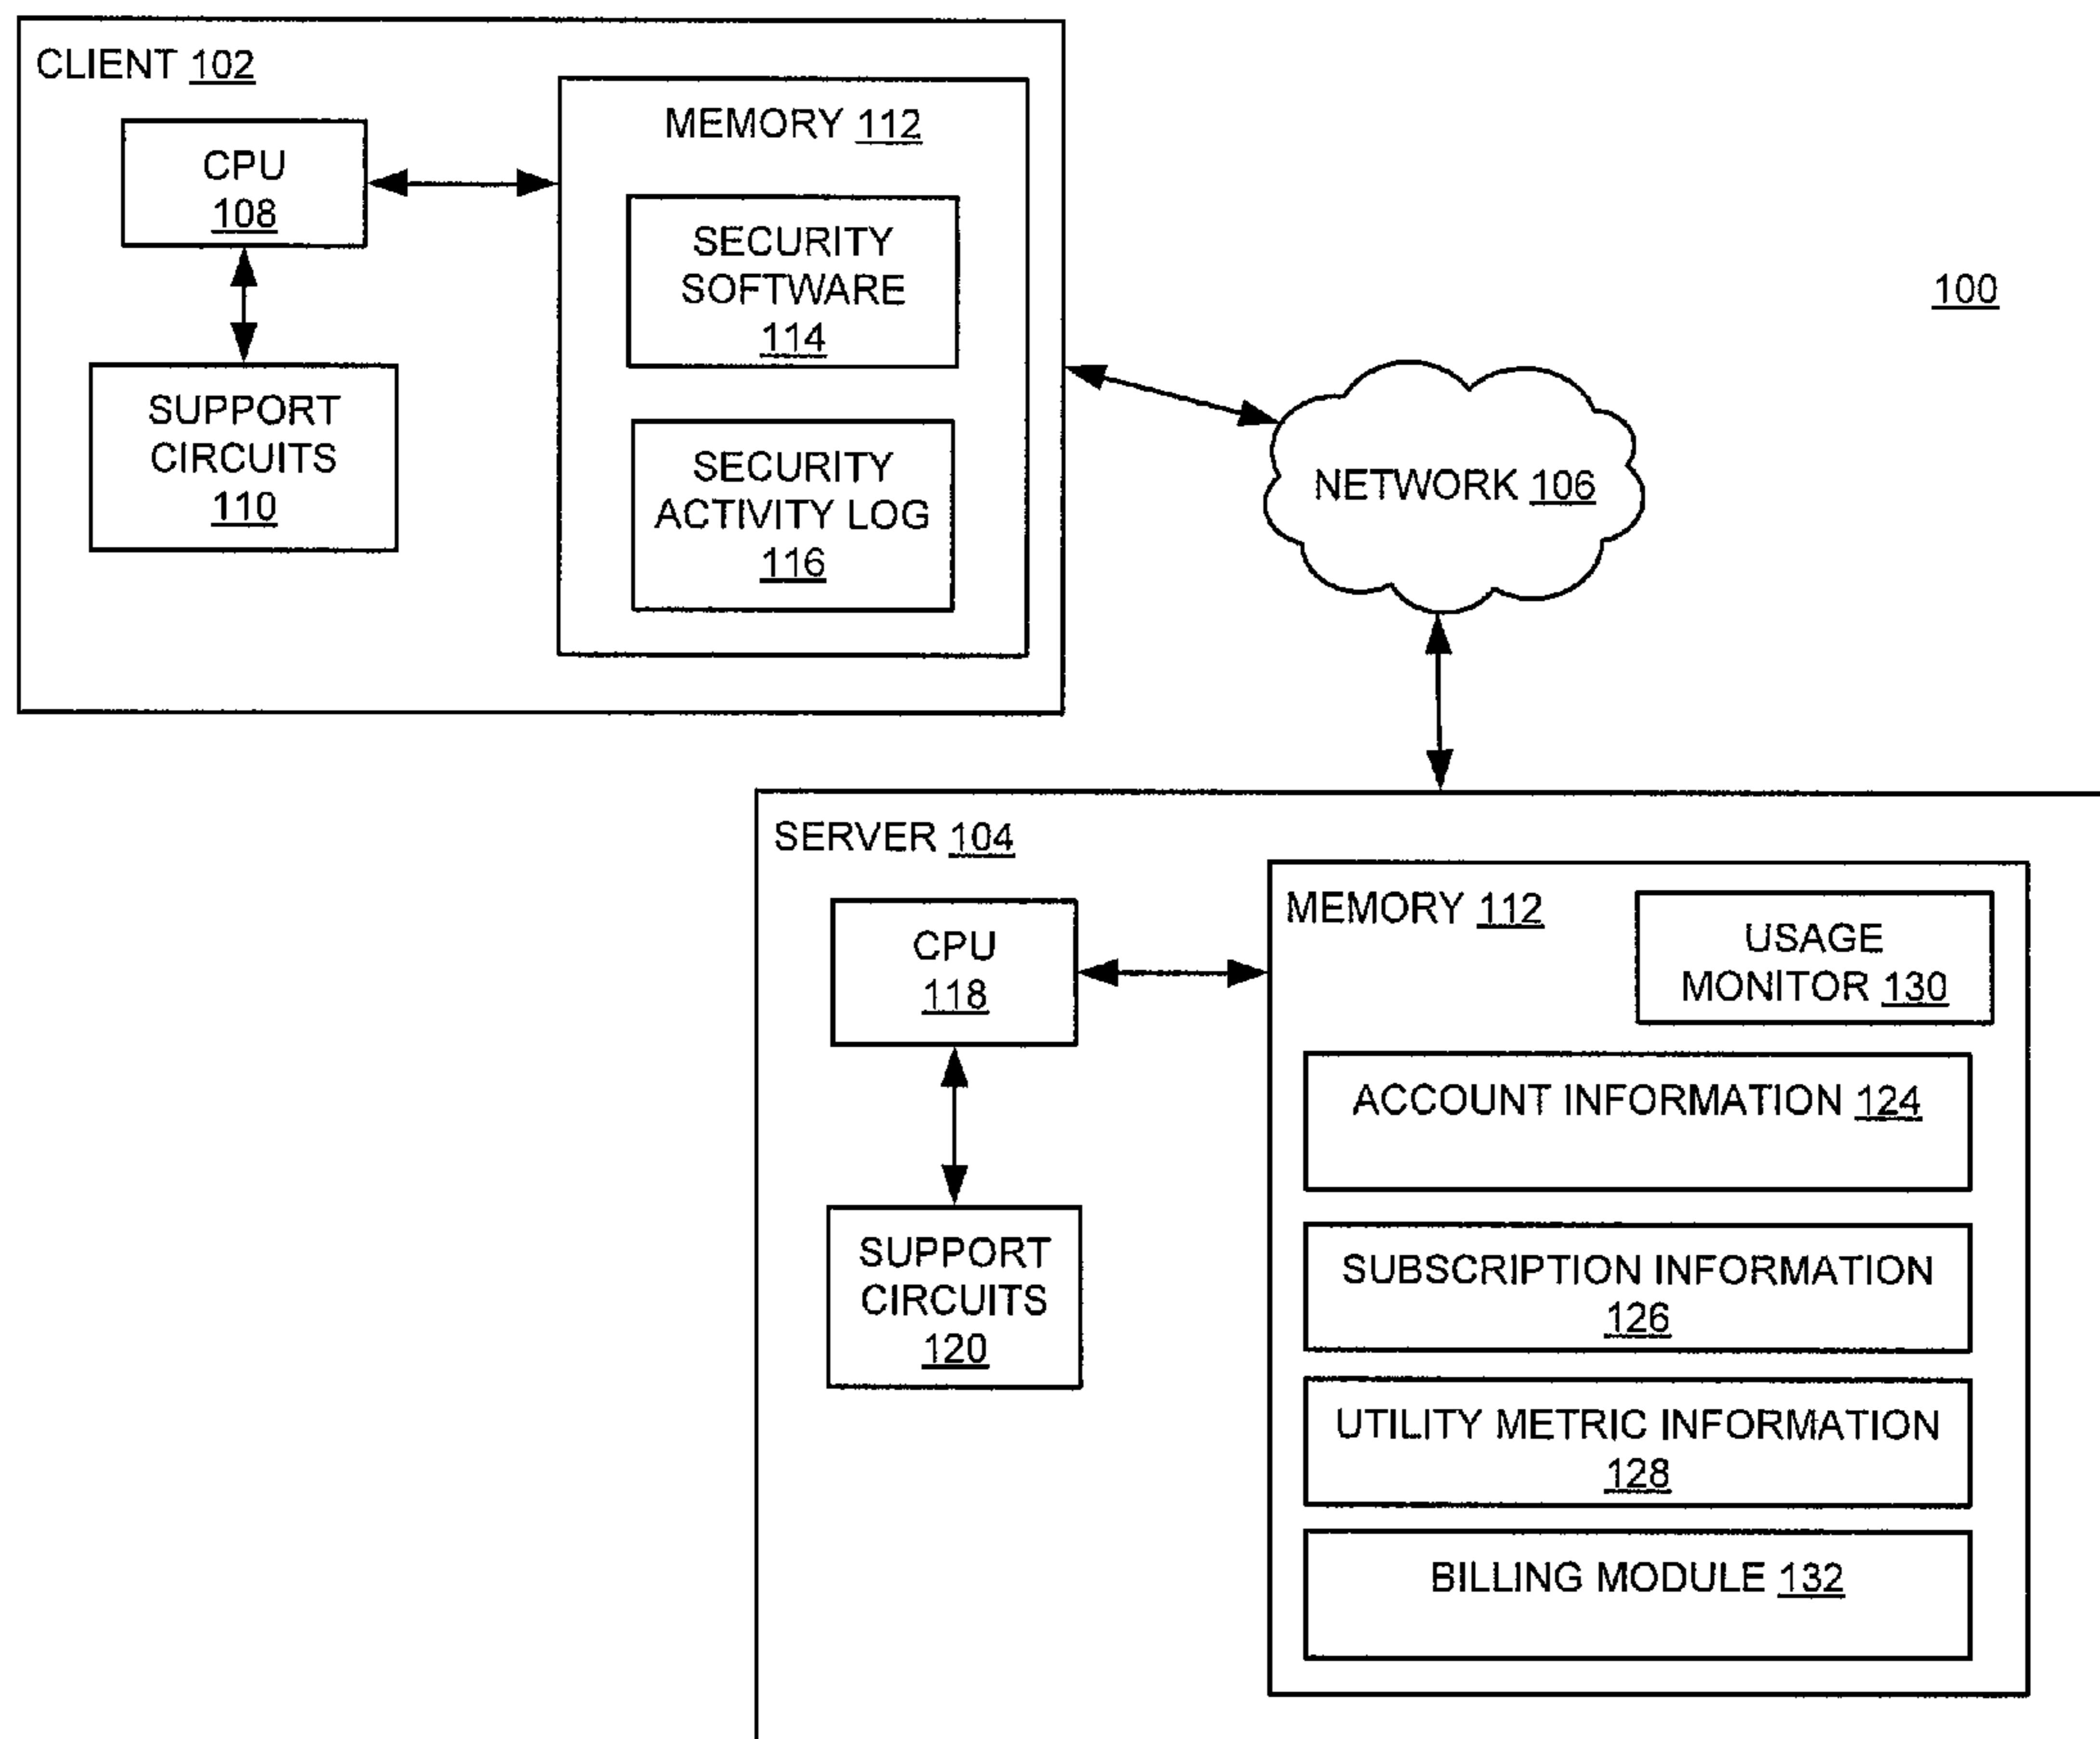 CLIENT 102
CPU
108
SUPPORT
CIRCUITS
110
MEMORY 112
SECURITY
SOFTWARE
114
SECURITY
ACTIVITY LOG
116
100
NETWORK 106
SERVER 104
CPU
118
SUPPORT
CIRCUITS
120
MEMORY 112
USAGE
MONITOR 130
ACCOUNT INFORMATION 124
SUBSCRIPTION INFORMATION
126
UTILITY METRIC INFORMATION
128
BILLING MODULE 132